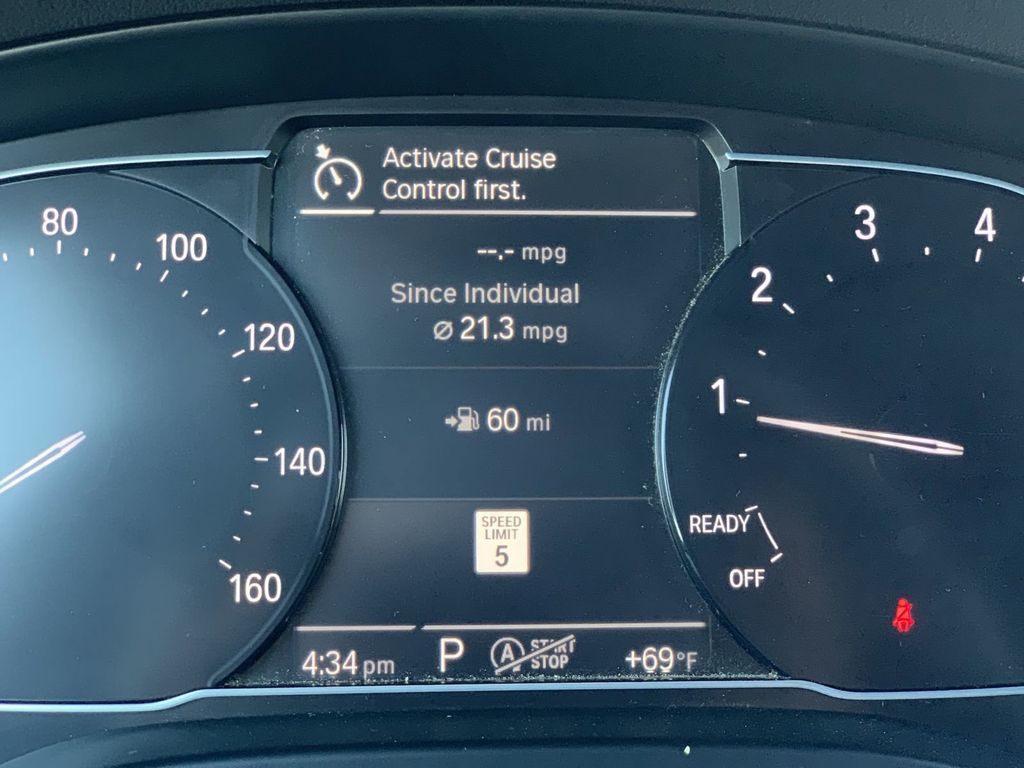 Activate Cruise
Control first.
--.- mpg
Since Individual
Ø 21.3 mpg
60 mi
SPEED
LIMIT
5
4:34 pm P A START STOP +69°F
80
100
120
140
160
1
2
3
4
READY
OFF